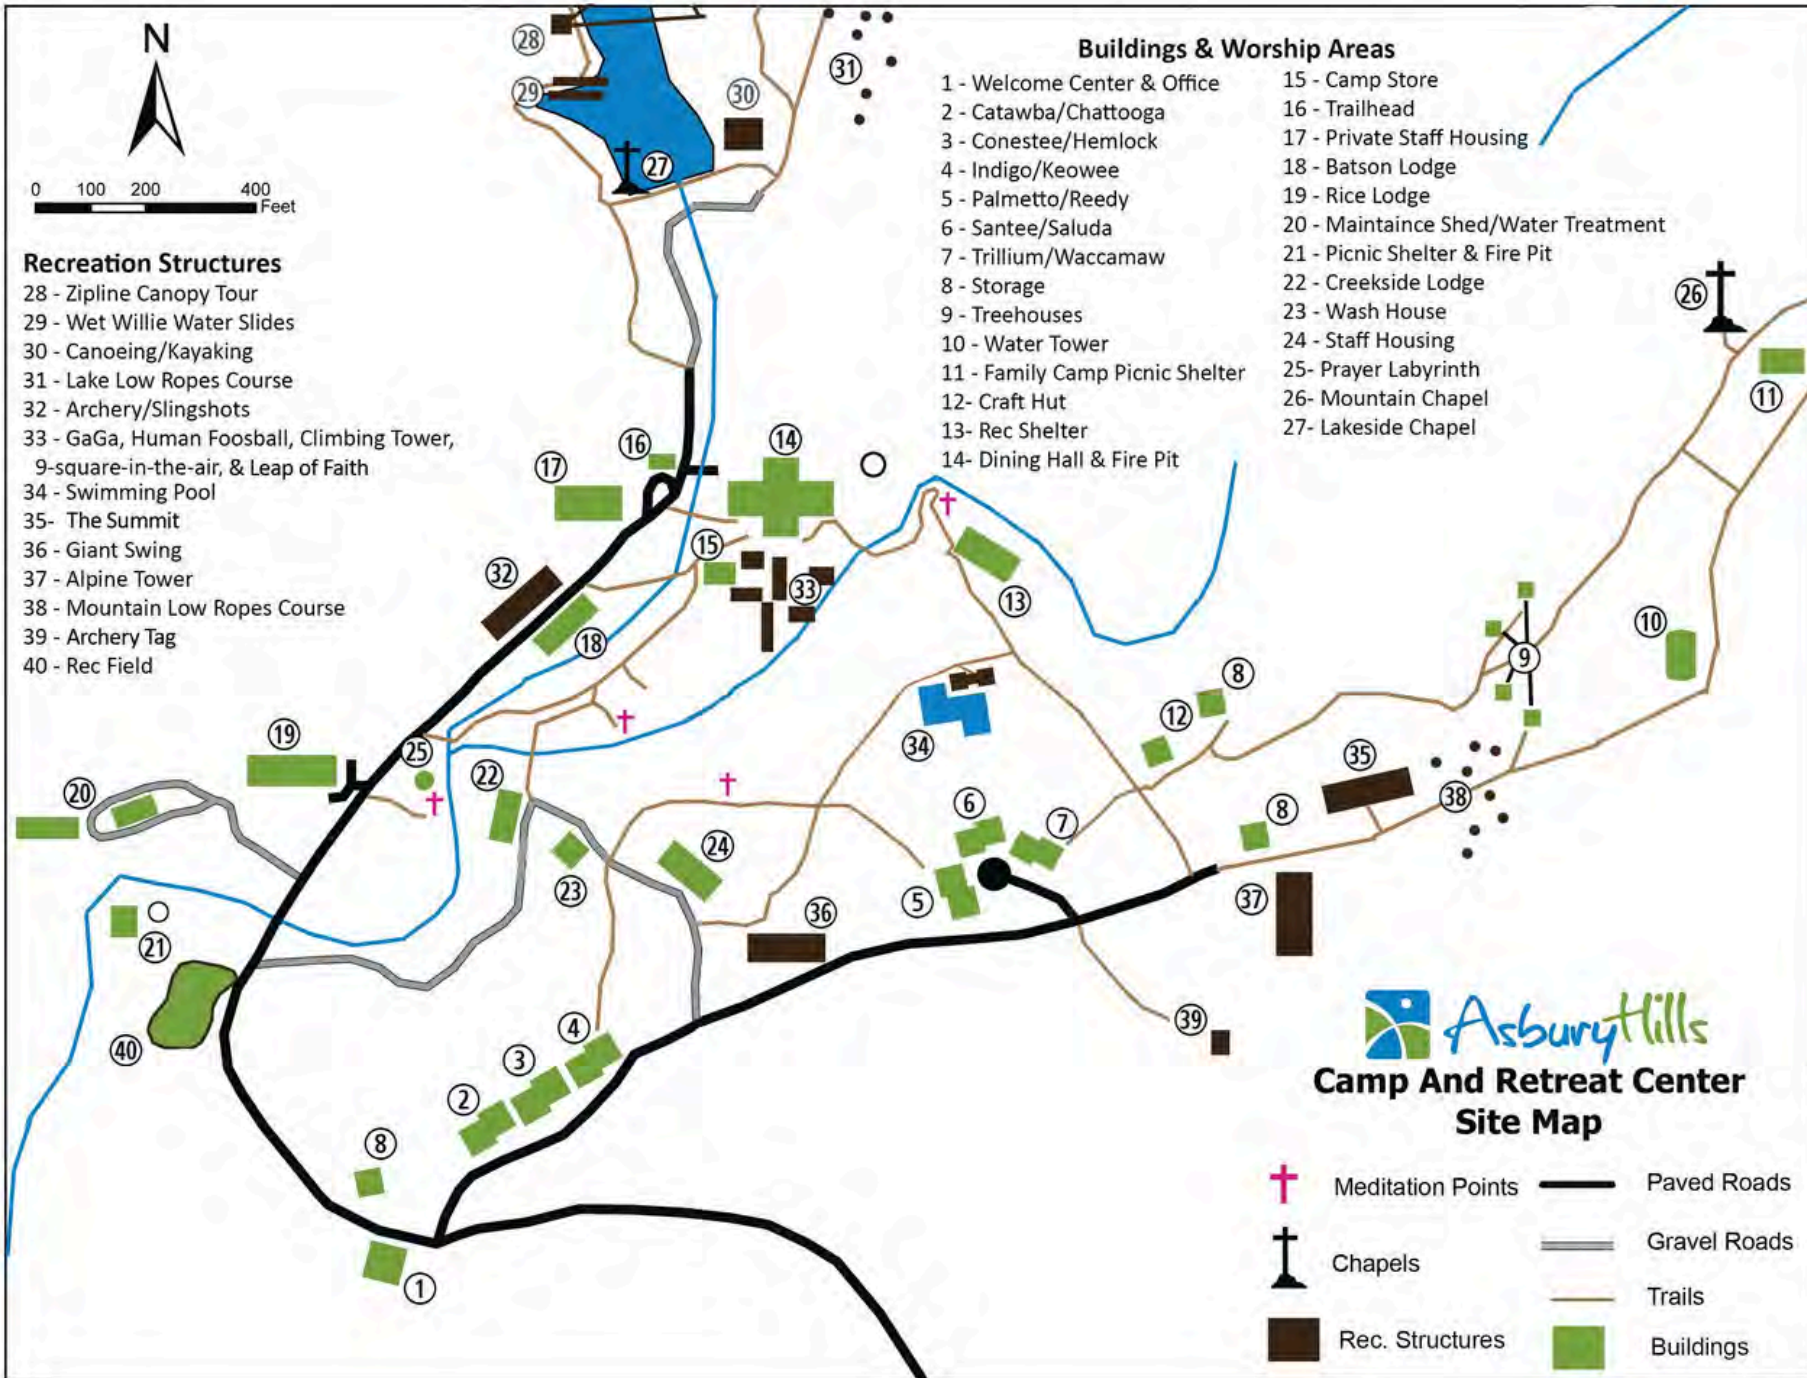 N
0 100 200 400
Feet
Recreation Structures
28 - Zipline Canopy Tour
29 - Wet Willie Water Slides
30 - Canoeing/Kayaking
31 - Lake Low Ropes Course
32 - Archery/Slingshots
33 - GaGa, Human Foosball, Climbing Tower,
9-square-in-the-air, & Leap of Faith
34 - Swimming Pool
35- The Summit
36 - Giant Swing
37 - Alpine Tower
38 - Mountain Low Ropes Course
39 - Archery Tag
40 - Rec Field
Buildings & Worship Areas
1 - Welcome Center & Office
2 - Catawba/Chattooga
3 - Conestee/Hemlock
4 - Indigo/Keowee
5 - Palmetto/Reedy
6 - Santee/Saluda
7 - Trillium/Waccamaw
8 - Storage
9 - Treehouses
10 - Water Tower
11 - Family Camp Picnic Shelter
12- Craft Hut
13- Rec Shelter
14- Dining Hall & Fire Pit
15 - Camp Store
16 - Trailhead
17 - Private Staff Housing
18 - Batson Lodge
19 - Rice Lodge
20 - Maintaince Shed/Water Treatment
21 - Picnic Shelter & Fire Pit
22 - Creekside Lodge
23 - Wash House
24 - Staff Housing
25- Prayer Labyrinth
26- Mountain Chapel
27- Lakeside Chapel
28
31
29
30
27
26
11
16
14
17
15
32
33
13
18
10
9
8
12
25
19
34
35
22
20
38
6
7
8
24
23
5
36
37
21
39
4
40
3
2
8
1
Asbury Hills
Camp And Retreat Center
Site Map
Meditation Points
Paved Roads
Chapels
Gravel Roads
Trails
Rec. Structures
Buildings